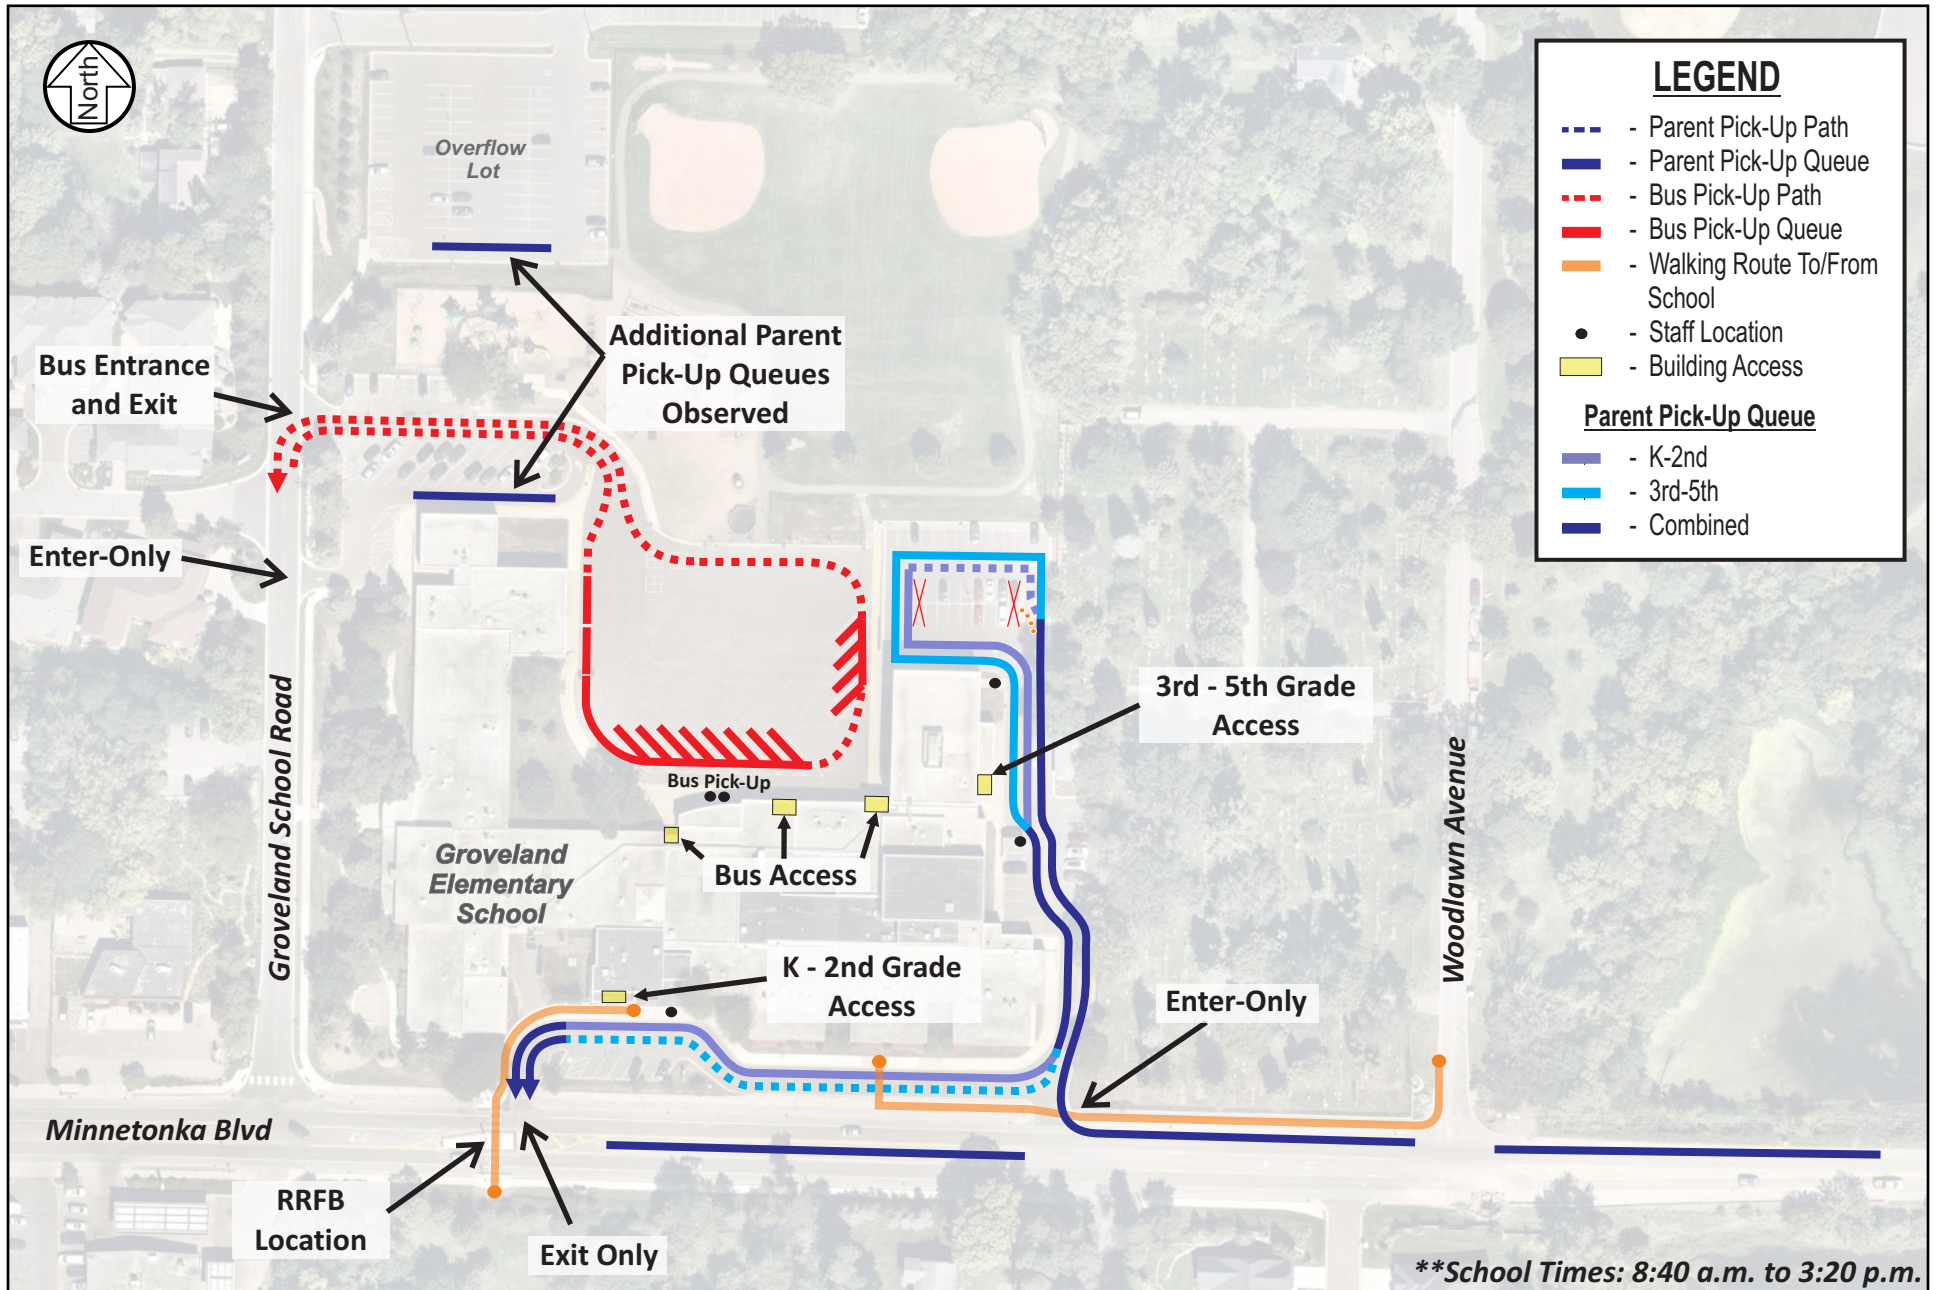 North
Overflow
Lot
LEGEND
- Parent Pick-Up Path
- Parent Pick-Up Queue
- Bus Pick-Up Path
- Bus Pick-Up Queue
- Walking Route To/From
School
- Staff Location
- Building Access
Parent Pick-Up Queue
- K-2nd
- 3rd-5th
- Combined
Additional Parent
Pick-Up Queues
Observed
Bus Entrance
and Exit
Enter-Only
Groveland School Road
3rd - 5th Grade
Access
Bus Pick-Up
Bus Access
Groveland
Elementary
School
Woodlawn Avenue
K - 2nd Grade
Access
Enter-Only
Minnetonka Blvd
RRFB
Location
Exit Only
**School Times: 8:40 a.m. to 3:20 p.m.